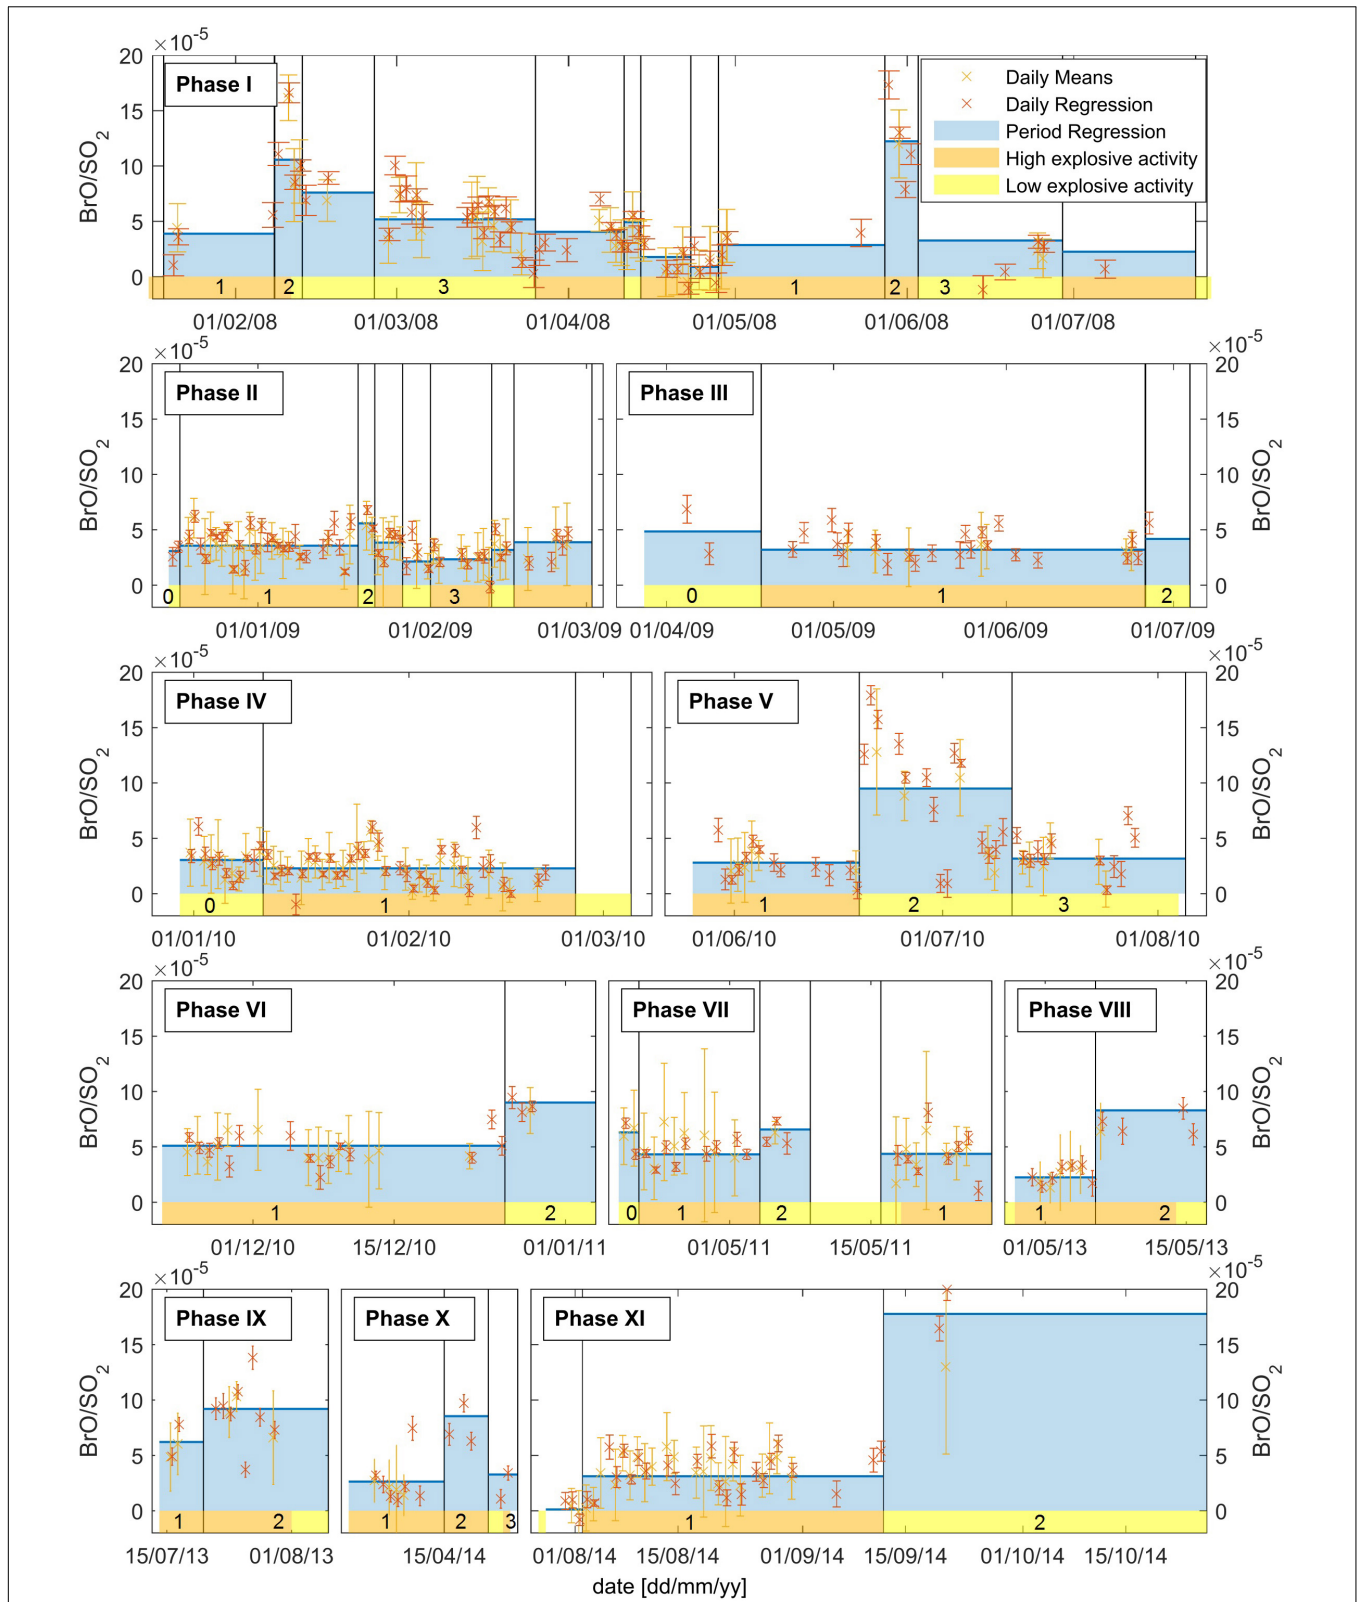 ×10⁻⁵
20
15
10
5
0
BrO/SO₂
Phase I
Daily Means
Daily Regression
Period Regression
High explosive activity
Low explosive activity
1 2 3 1 2 3
01/02/08 01/03/08 01/04/08 01/05/08 01/06/08 01/07/08
×10⁻⁵ ×10⁻⁵
20 20
15 15
10 10
5 5
0 0
BrO/SO₂ BrO/SO₂
Phase II Phase III
0 1 2 3 0 1 2
01/01/09 01/02/09 01/03/09 01/04/09 01/05/09 01/06/09 01/07/09
×10⁻⁵ ×10⁻⁵
20 20
15 15
10 10
5 5
0 0
BrO/SO₂ BrO/SO₂
Phase IV Phase V
0 1 1 2 3
01/01/10 01/02/10 01/03/10 01/06/10 01/07/10 01/08/10
×10⁻⁵ ×10⁻⁵
20 20
15 15
10 10
5 5
0 0
BrO/SO₂ BrO/SO₂
Phase VI Phase VII Phase VIII
1 2 0 1 2 1 1 2
01/12/10 15/12/10 01/01/11 01/05/11 15/05/11 01/05/13 15/05/13
×10⁻⁵ ×10⁻⁵
20 20
15 15
10 10
5 5
0 0
BrO/SO₂ BrO/SO₂
Phase IX Phase X Phase XI
1 2 1 2 3 1 2
15/07/13 01/08/13 15/04/14 01/08/14 15/08/14 01/09/14 15/09/14 01/10/14 15/10/14
date [dd/mm/yy]